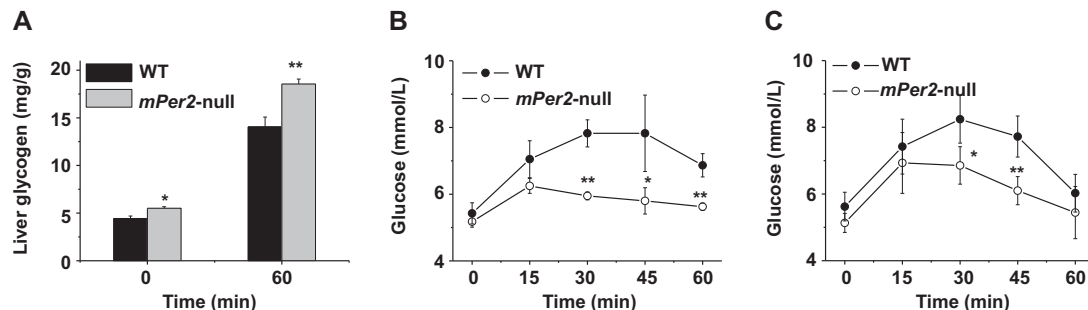 A
Liver glycogen (mg/g)
20
15
10
5
0
WT
mPer2-null
*
**
0 60
Time (min)
B
Glucose (mmol/L)
8
6
4
WT
mPer2-null
**
*
**
0 15 30 45 60
Time (min)
C
Glucose (mmol/L)
8
6
4
WT
mPer2-null
*
**
0 15 30 45 60
Time (min)